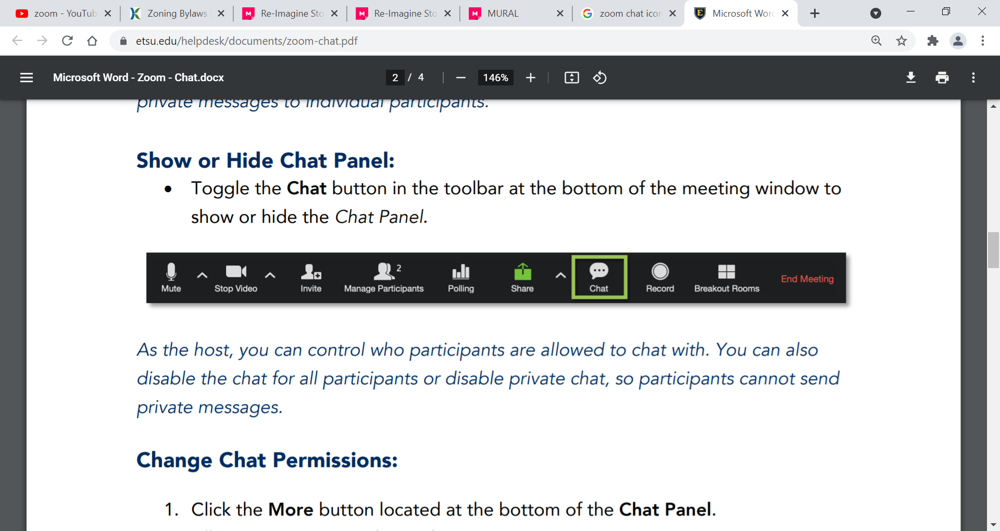 zoom - YouTub
Zoning Bylaws
Re-Imagine Sto
Re-Imagine Sto
MURAL
zoom chat icon
Microsoft Word
etsu.edu/helpdesk/documents/zoom-chat.pdf
Microsoft Word - Zoom - Chat.docx
2 / 4
146%
private messages to individual participants.
Show or Hide Chat Panel:
• Toggle the Chat button in the toolbar at the bottom of the meeting window to
show or hide the Chat Panel.
Mute
Stop Video
Invite
2
Manage Participants
Polling
Share
Chat
Record
Breakout Rooms
End Meeting
As the host, you can control who participants are allowed to chat with. You can also
disable the chat for all participants or disable private chat, so participants cannot send
private messages.
Change Chat Permissions:
1. Click the More button located at the bottom of the Chat Panel.